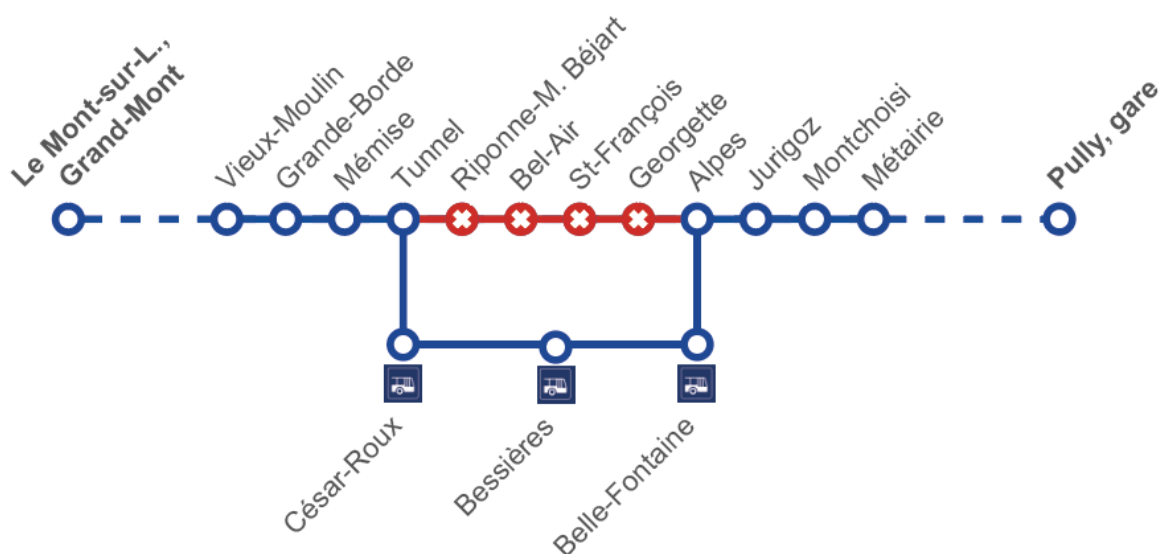 Le Mont-sur-L.,
Grand-Mont
Vieux-Moulin
Grande-Borde
Mémise
Tunnel
Riponne-M. Béjart
Bel-Air
St-François
Georgette
Alpes
Jurigoz
Montchoisi
Métairie
Pully, gare
César-Roux
Bessières
Belle-Fontaine